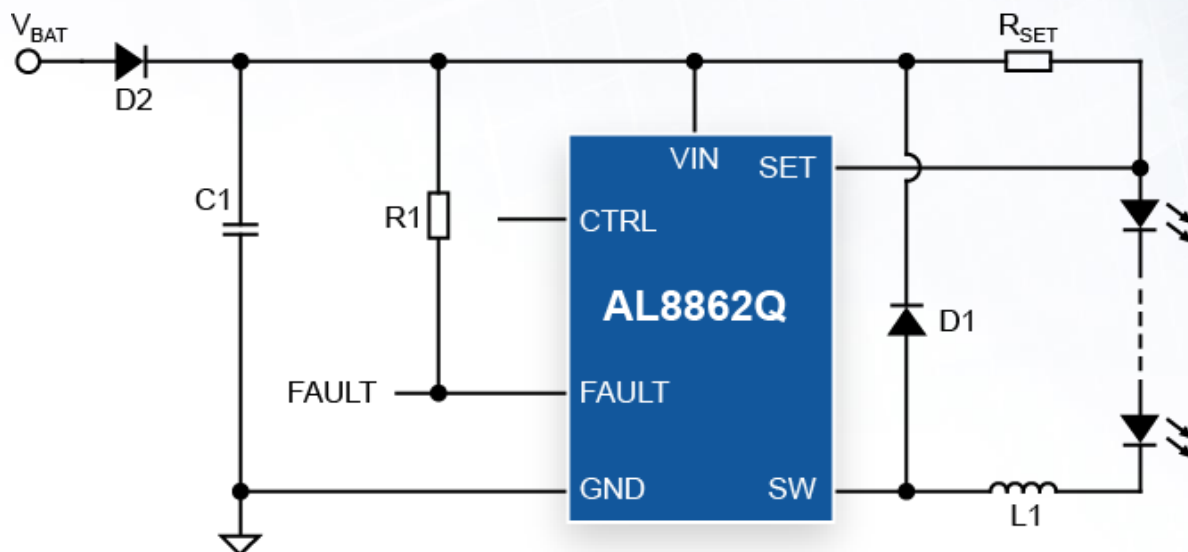 VBAT
RSET
D2
VIN
SET
C1
R1
CTRL
AL8862Q
D1
FAULT
FAULT
GND
SW
L1